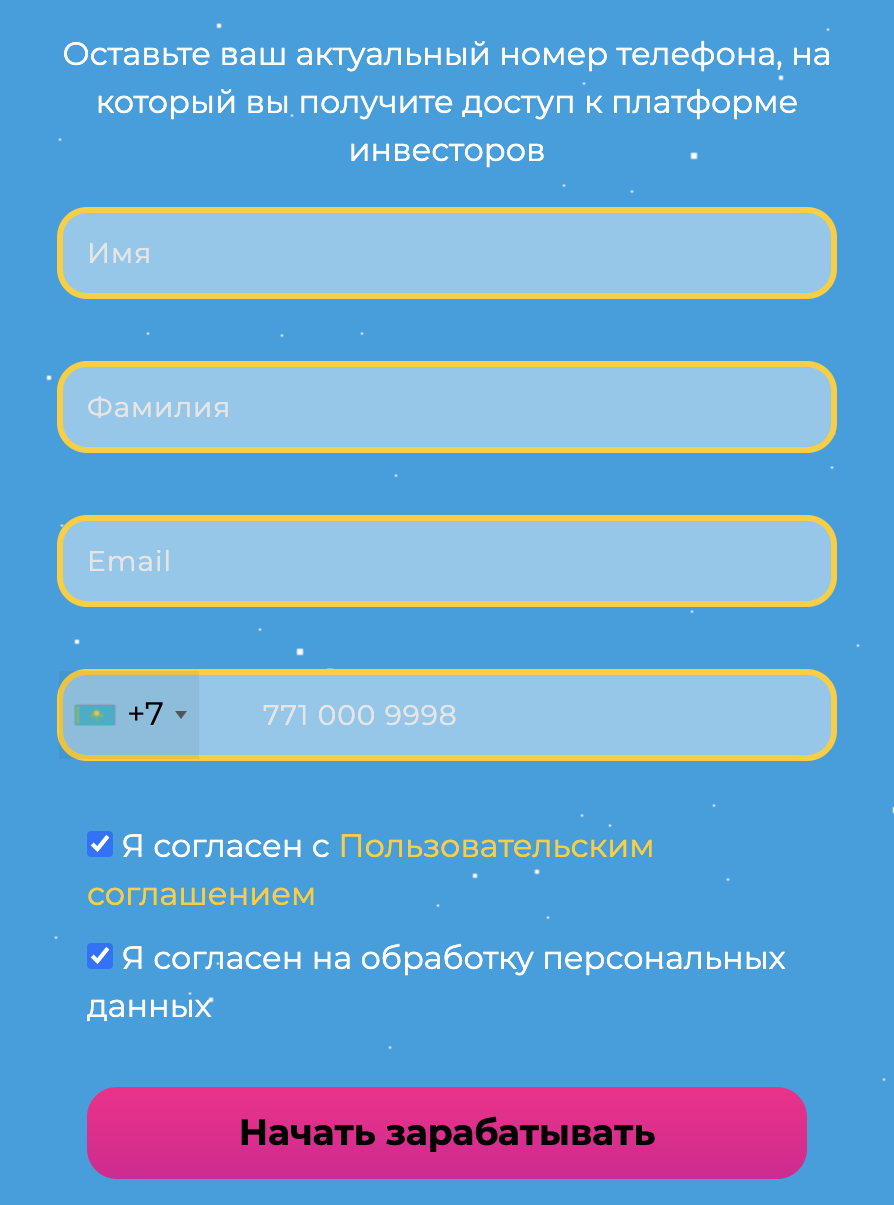 Оставьте ваш актуальный номер телефона, на
который вы получите доступ к платформе
инвесторов
Имя
Фамилия
Email
+7 771 000 9998
Я согласен с Пользовательским
соглашением
Я согласен на обработку персональных
данных
Начать зарабатывать